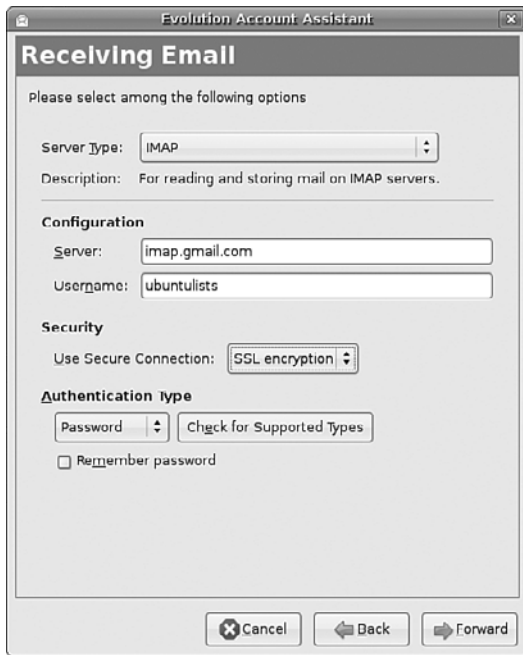 Evolution Account Assistant
Receiving Email
Please select among the following options
Server Type: IMAP
Description: For reading and storing mail on IMAP servers.
Configuration
Server: imap.gmail.com
Username: ubuntulists
Security
Use Secure Connection: SSL encryption
Authentication Type
Password Check for Supported Types
Remember password
Cancel Back Forward